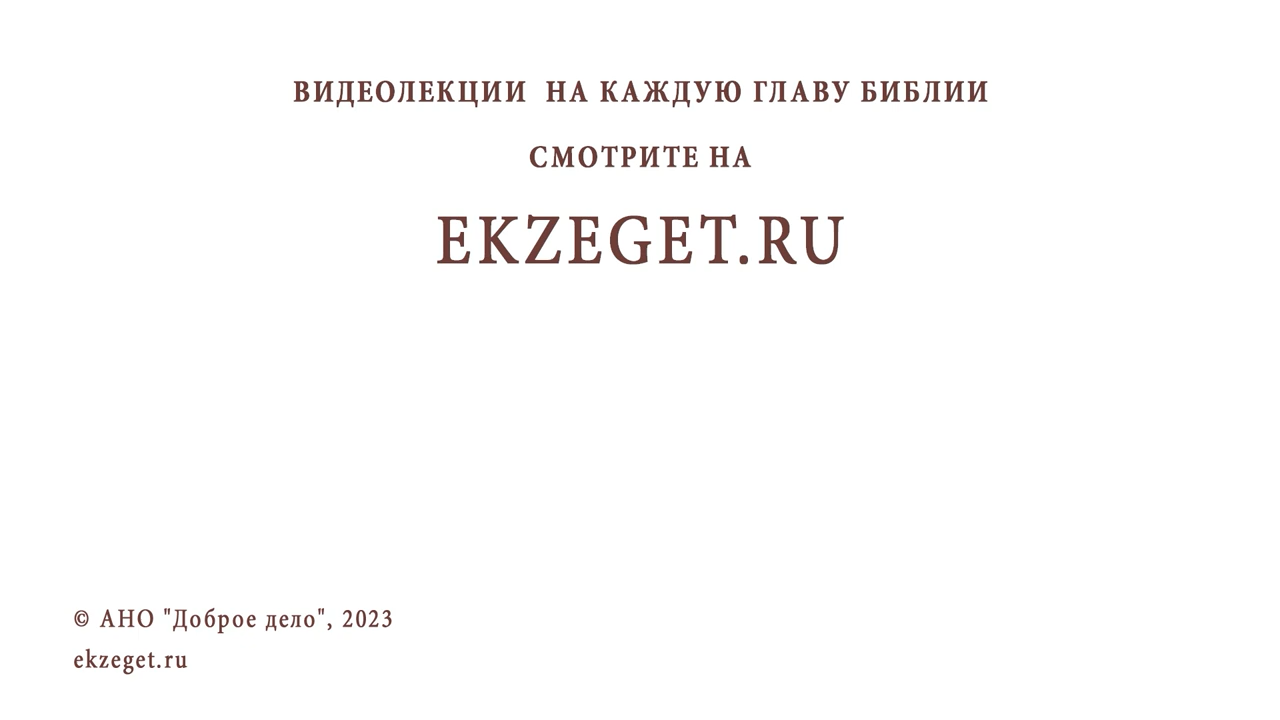 ВИДЕОЛЕКЦИИ НА КАЖДУЮ ГЛАВУ БИБЛИИ
СМОТРИТЕ НА
EKZEGET.RU
© АНО "Доброе дело", 2023
ekzeget.ru